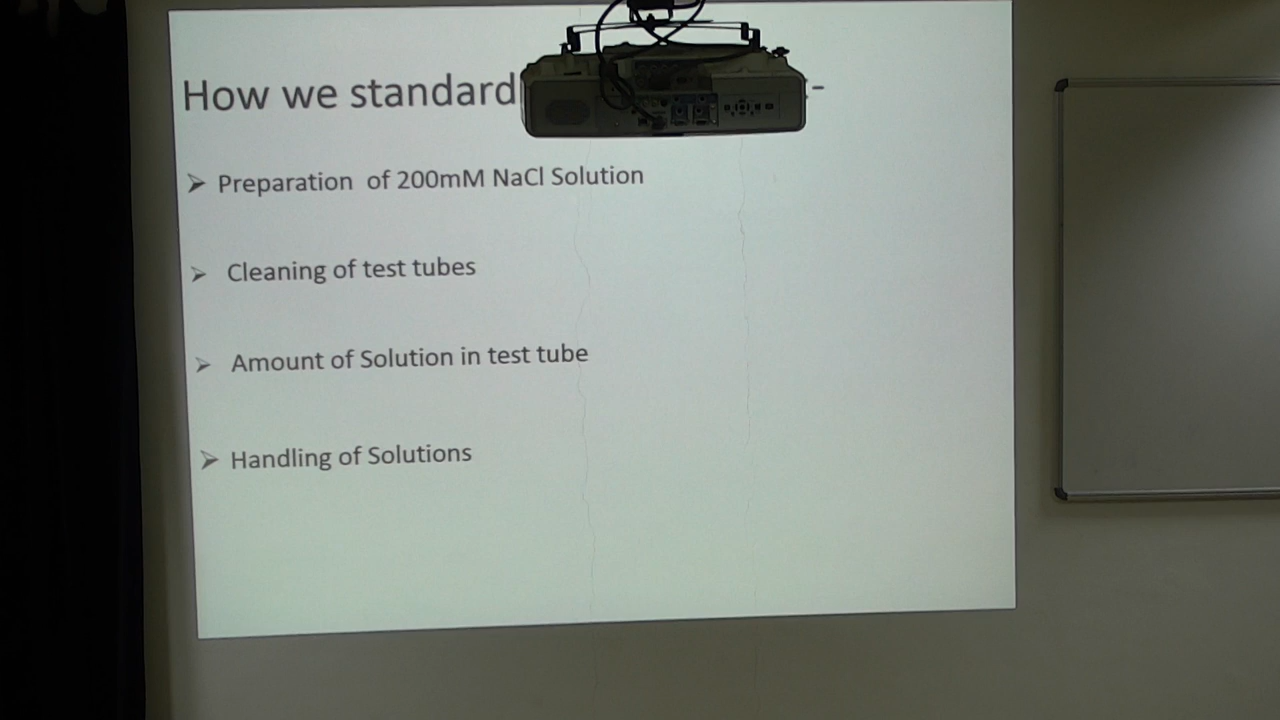 How we standard -
Preparation of 200mM NaCl Solution
Cleaning of test tubes
Amount of Solution in test tube
Handling of Solutions